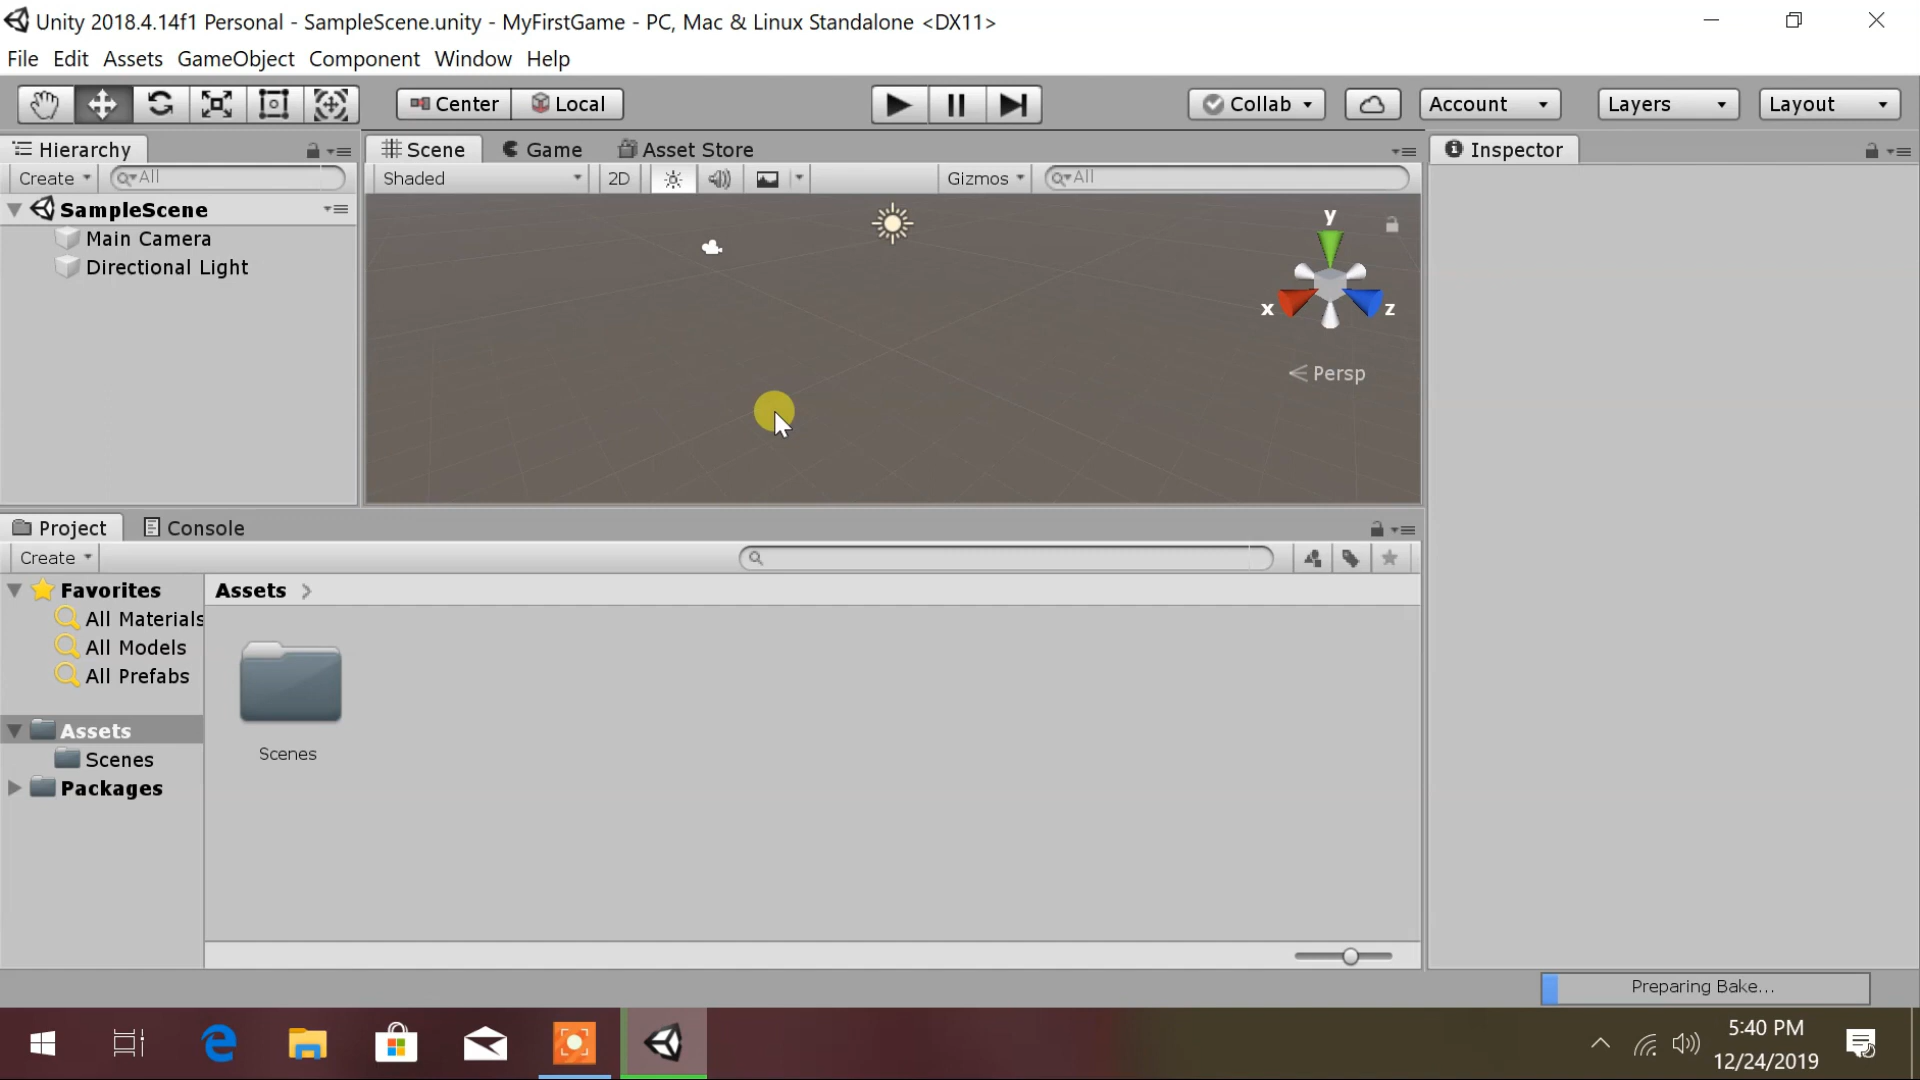 Unity 2018.4.14f1 Personal - SampleScene.unity - MyFirstGame - PC, Mac & Linux Standalone <DX11>
File Edit Assets GameObject Component Window Help
Center Local Collab Account Layers Layout
Hierarchy Scene Game Asset Store Inspector
Create All Shaded 2D Gizmos All
SampleScene
Main Camera
Directional Light
y
x z
Persp
Project Console
Create
Favorites Assets
All Materials
All Models
All Prefabs
Assets
Scenes
Scenes
Packages
Preparing Bake...
5:40 PM
12/24/2019